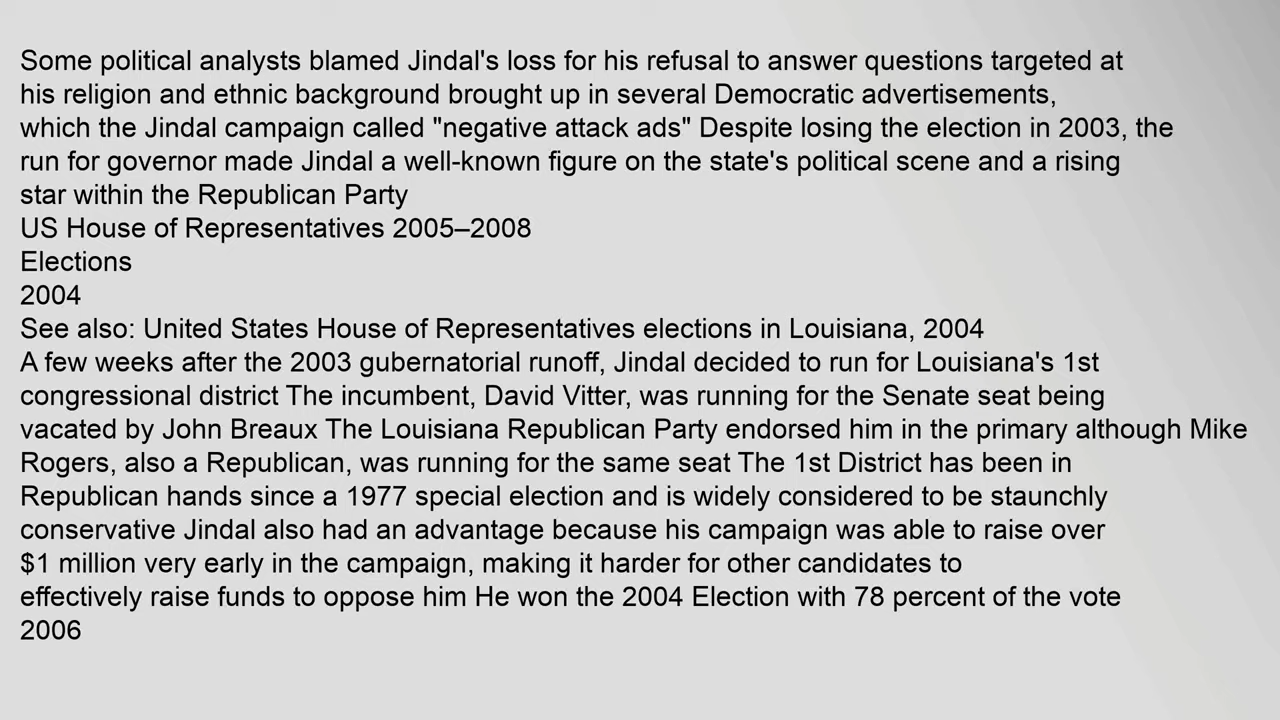 Some political analysts blamed Jindal's loss for his refusal to answer questions targeted at
his religion and ethnic background brought up in several Democratic advertisements,
which the Jindal campaign called "negative attack ads" Despite losing the election in 2003, the
run for governor made Jindal a well-known figure on the state's political scene and a rising
star within the Republican Party
US House of Representatives 2005–2008
Elections
2004
See also: United States House of Representatives elections in Louisiana, 2004
A few weeks after the 2003 gubernatorial runoff, Jindal decided to run for Louisiana's 1st
congressional district The incumbent, David Vitter, was running for the Senate seat being
vacated by John Breaux The Louisiana Republican Party endorsed him in the primary although Mike
Rogers, also a Republican, was running for the same seat The 1st District has been in
Republican hands since a 1977 special election and is widely considered to be staunchly
conservative Jindal also had an advantage because his campaign was able to raise over
$1 million very early in the campaign, making it harder for other candidates to
effectively raise funds to oppose him He won the 2004 Election with 78 percent of the vote
2006